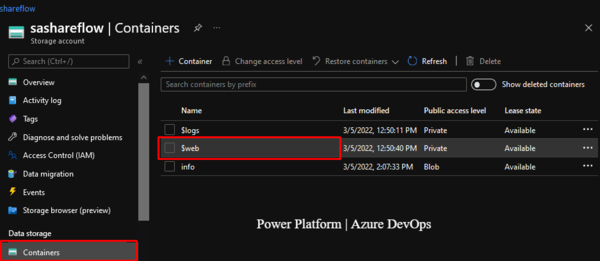 shareflow
sashareflow | Containers
Storage account
Search (Ctrl+/)
Overview
Activity log
Tags
Diagnose and solve problems
Access Control (IAM)
Data migration
Events
Storage browser (preview)
Data storage
Containers
+ Container Change access level Restore containers Refresh Delete
Search containers by prefix
Show deleted containers
Name Last modified Public access level Lease state
$logs 3/5/2022, 12:50:11 PM Private Available
$web 3/5/2022, 12:50:40 PM Private Available
info 3/5/2022, 2:07:33 PM Blob Available
Power Platform | Azure DevOps